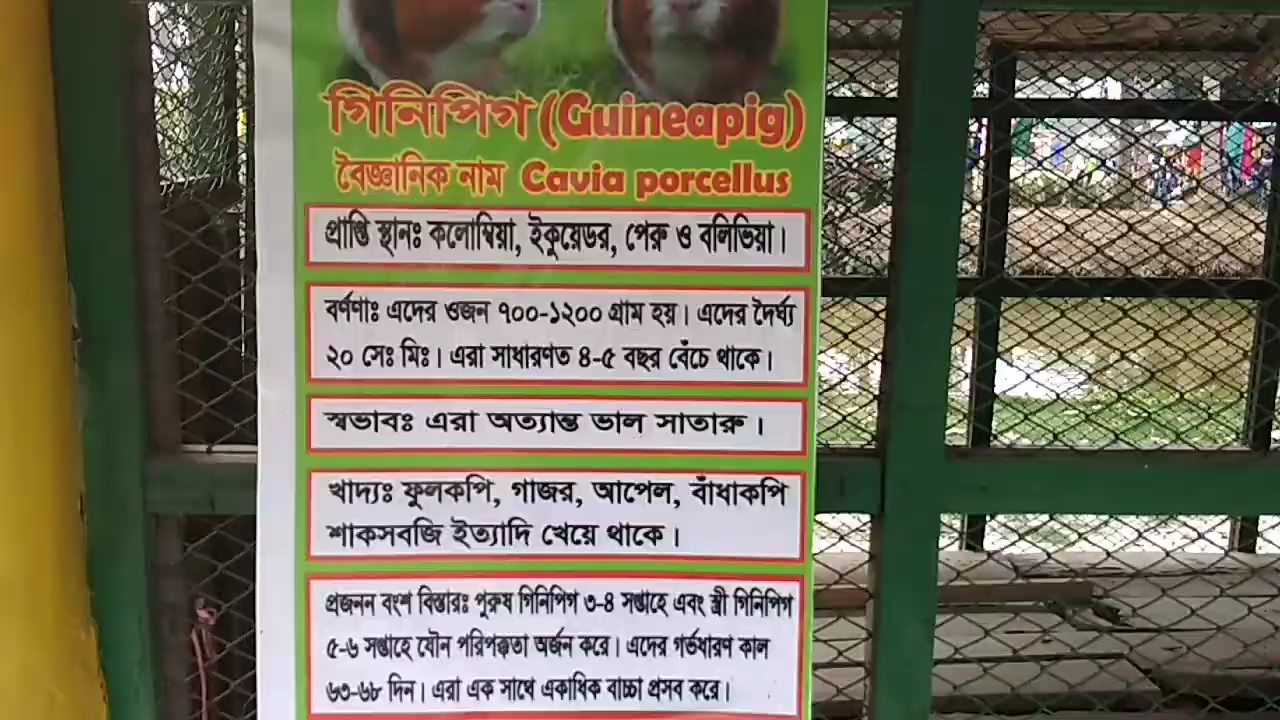 গিনিপিগ (Guineapig)
বৈজ্ঞানিক নাম Cavia porcellus
প্রাপ্তি স্থানঃ কলোম্বিয়া, ইকুয়েডর, পেরু ও বলিভিয়া।
বর্ণণাঃ এদের ওজন ৭০০-১২০০ গ্রাম হয়। এদের দৈর্ঘ্য
২০ সেঃ মিঃ। এরা সাধারণত ৪-৫ বছর বেঁচে থাকে।
স্বভাবঃ এরা অত্যান্ত ভাল সাতারু।
খাদ্যঃ ফুলকপি, গাজর, আপেল, বাঁধাকপি
শাকসবজি ইত্যাদি খেয়ে থাকে।
প্রজনন বংশ বিস্তারঃ পুরুষ গিনিপিগ ৩-৪ সপ্তাহে এবং স্ত্রী গিনিপিগ
৫-৬ সপ্তাহে যৌন পরিপক্কতা অর্জন করে। এদের গর্ভধারণ কাল
৬৩-৬৮ দিন। এরা এক সাথে একাধিক বাচ্চা প্রসব করে।